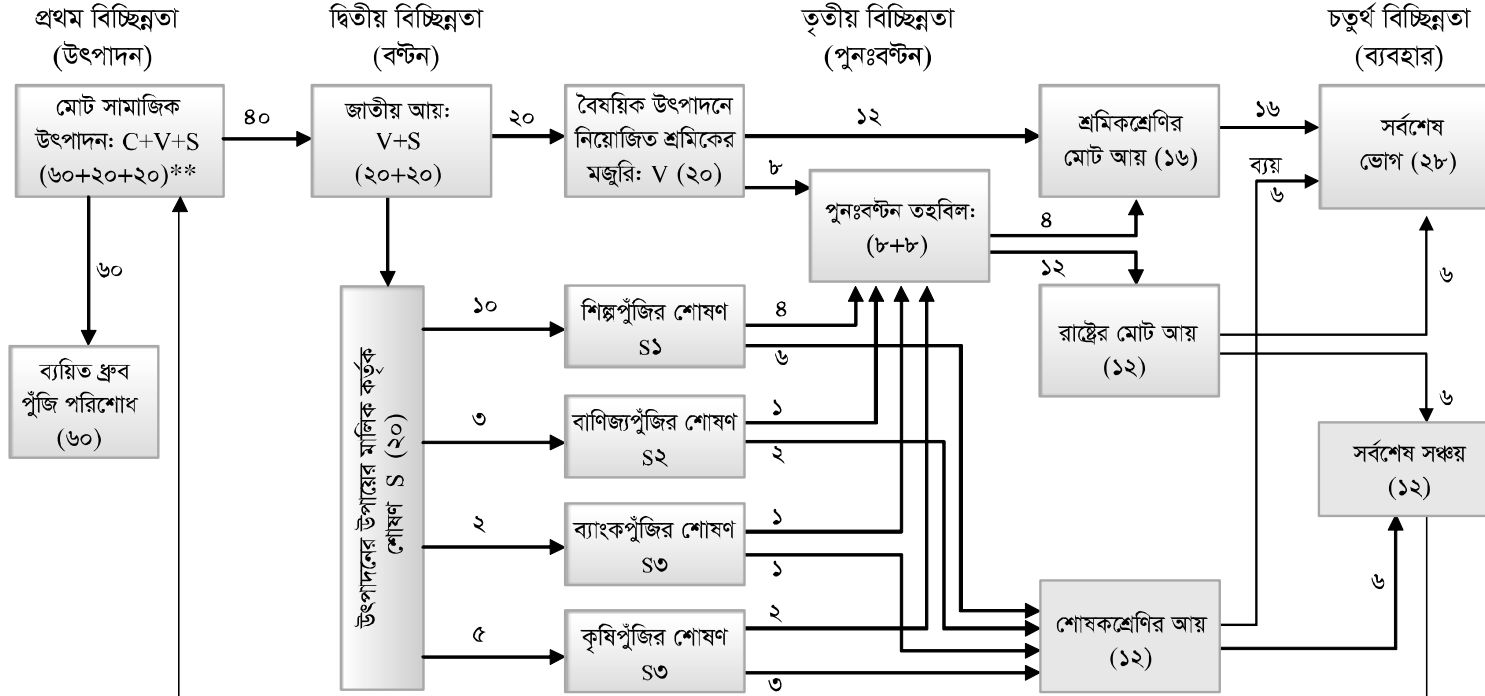 প্রথম বিচ্ছিন্নতা
(উৎপাদন)
দ্বিতীয় বিচ্ছিন্নতা
(বণ্টন)
তৃতীয় বিচ্ছিন্নতা
(পুনঃবণ্টন)
চতুর্থ বিচ্ছিন্নতা
(ব্যবহার)
মোট সামাজিক
উৎপাদন: C+V+S
(৬০+২০+২০)**
৪০
জাতীয় আয়:
V+S
(২০+২০)
২০
বৈষয়িক উৎপাদনে
নিয়োজিত শ্রমিকের
মজুরি: V (২০)
১২
৮
শ্রমিকশ্রেণির
মোট আয় (১৬)
১৬
সর্বশেষ
ভোগ (২৮)
ব্যয়
৬
পুনঃবণ্টন তহবিল:
(৮+৮)
৪
১২
৬০
ব্যয়িত ধ্রুব
পুঁজি পরিশোধ
(৬০)
উৎপাদনের উপায়ের মালিক কর্তৃক
শোষণ S (২০)
১০
শিল্পপুঁজির শোষণ
S১
৪
৬
রাষ্ট্রের মোট আয়
(১২)
৬
৬
৩
বাণিজ্যপুঁজির শোষণ
S২
১
২
সর্বশেষ সঞ্চয়
(১২)
২
ব্যাংকপুঁজির শোষণ
S৩
১
১
৫
কৃষিপুঁজির শোষণ
S৩
২
৩
শোষকশ্রেণির আয়
(১২)
৬